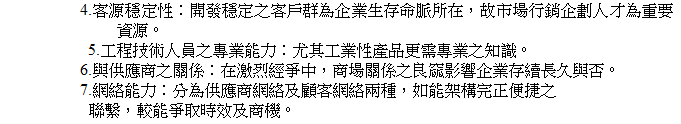 4.客源穩定性：開發穩定之客戶群為企業生存命脈所在，故市場行銷企劃人才為重要
資源。
5.工程技術人員之專業能力：尤其工業性產品更需專業之知識。
6.與供應商之關係：在激烈經爭中，商場關係之良窳影響企業存續長久與否。
7.網絡能力：分為供應商網絡及顧客網絡兩種，如能架構完正便捷之
聯繫，較能爭取時效及商機。